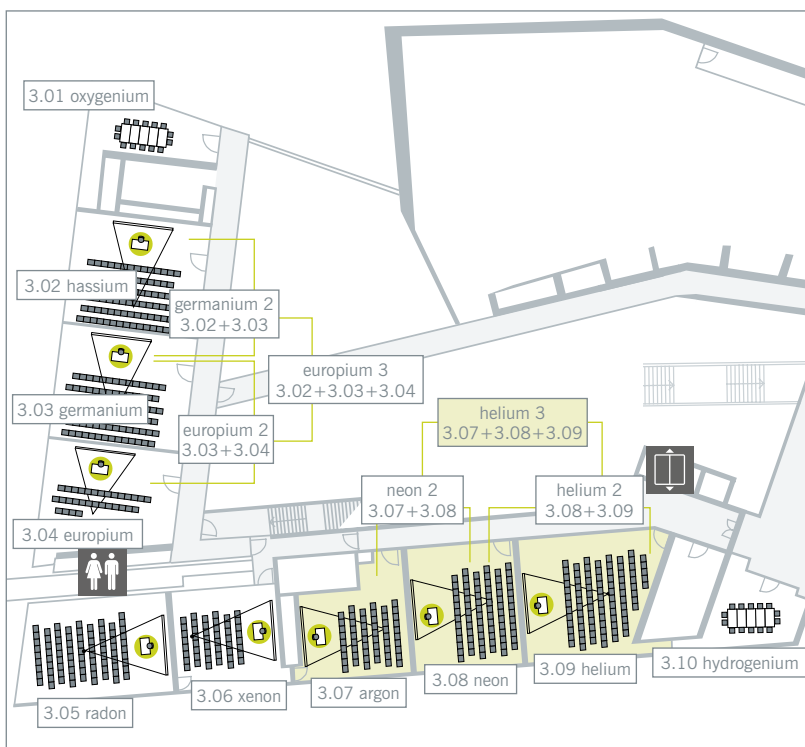 3.01 oxygenium
3.02 hassium
germanium 2
3.02+3.03
europium 3
3.02+3.03+3.04
3.03 germanium
europium 2
3.03+3.04
helium 3
3.07+3.08+3.09
neon 2
3.07+3.08
helium 2
3.08+3.09
3.04 europium
3.05 radon
3.06 xenon
3.07 argon
3.08 neon
3.09 helium
3.10 hydrogenium